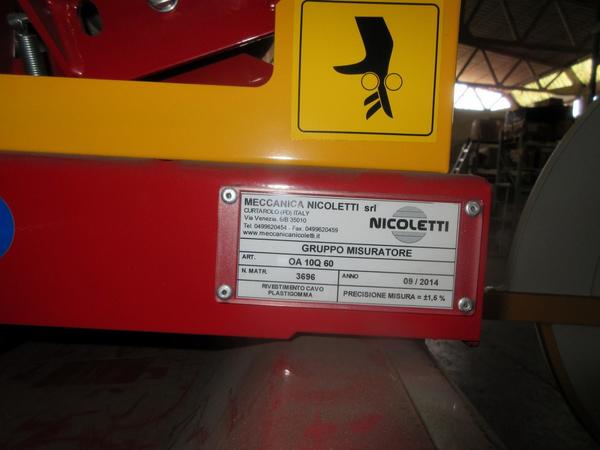 MECCANICA NICOLETTI srl
CURTAROLO (PD) ITALY
Via Venezia, 6/B 35010
Tel. 0499620454 - Fax. 0499620459
www.meccanicanicoletti.it
NICOLETTI
GRUPPO MISURATORE
ART. OA 10Q 60
N. MATR. 3696 ANNO 09 / 2014
RIVESTIMENTO CAVO
PLASTIGOMMA
PRECISIONE MISURA = ±1,5 %